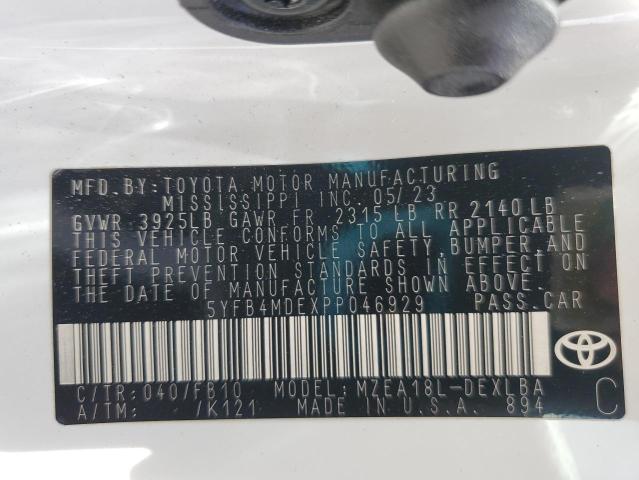 MFD. BY: TOYOTA MOTOR MANUFACTURING
MISSISSIPPI INC. 05/23
GVWR 3925LB GAWR FR 2315 LB RR 2140 LB
THIS VEHICLE CONFORMS TO ALL APPLICABLE
FEDERAL MOTOR VEHICLE SAFETY, BUMPER, AND
THEFT PREVENTION STANDARDS IN EFFECT ON
THE DATE OF MANUFACTURE SHOWN ABOVE.
5YFB4MDEXPP046929 PASS. CAR
C/TR: 040/FB10 MODEL: MZEA18L-DEXLBA
A/TM: /K121 MADE IN U.S.A. 894
C